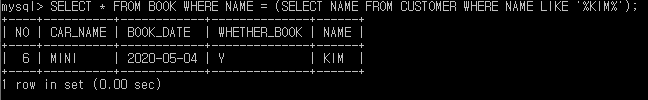 mysql> SELECT * FROM BOOK WHERE NAME = (SELECT NAME FROM CUSTOMER WHERE NAME LIKE '%KIM%');
+----+----------+------------+--------------+------+
| NO | CAR_NAME | BOOK_DATE  | WHETHER_BOOK | NAME |
+----+----------+------------+--------------+------+
|  6 | MINI     | 2020-05-04 | Y            | KIM  |
+----+----------+------------+--------------+------+
1 row in set (0.00 sec)